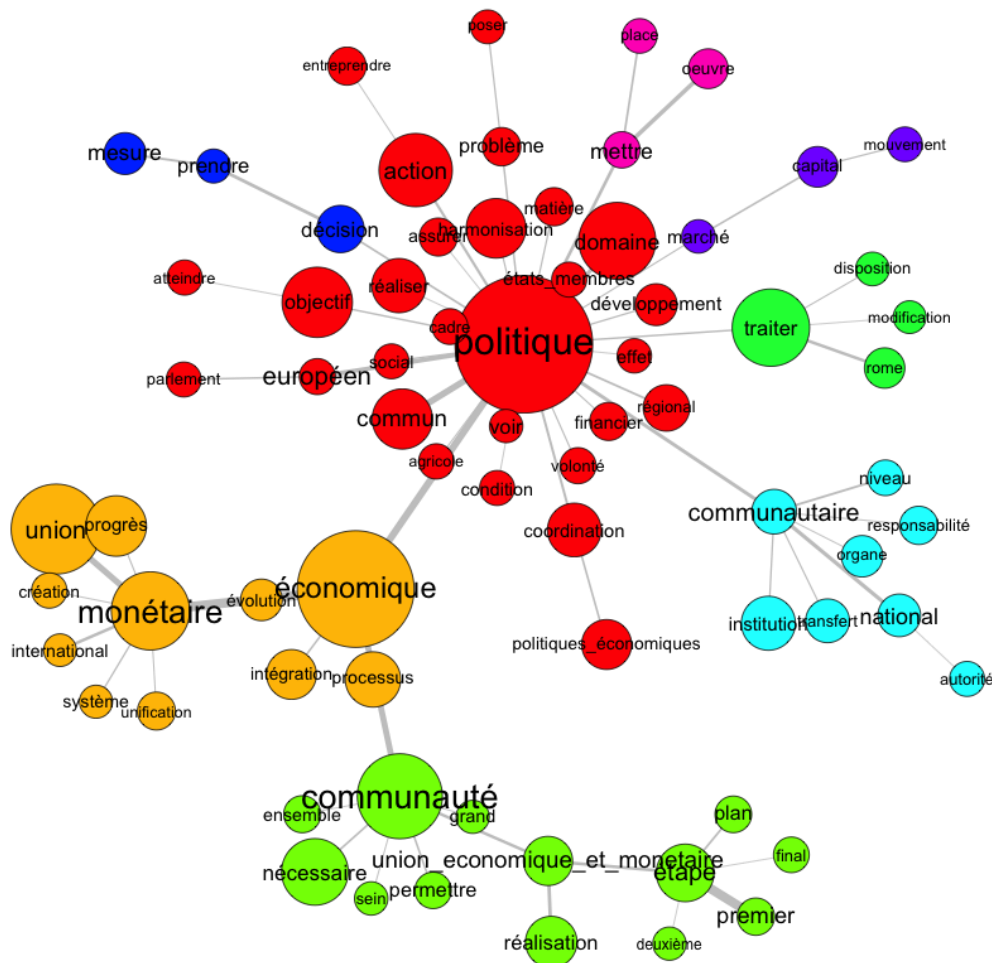 poser
place
entreprendre
oeuvre
problème
mouvement
mesure
prendre
mettre
capital
action
matière
décision
assurer
harmonisation
domaine
marché
atteindre
états_membres
disposition
objectif
réaliser
développement
cadre
politique
traiter
modification
effet
parlement
européen
social
rome
commun
voir
financier
régional
agricole
volonté
condition
niveau
communautaire
responsabilité
union
progrès
coordination
organe
création
évolution
économique
monétaire
institution
transfert
national
international
politiques_économiques
intégration
processus
autorité
système
unification
communauté
ensemble
grand
plan
union_economique_et_monetaire
final
nécessaire
étape
sein
permettre
premier
réalisation
deuxième